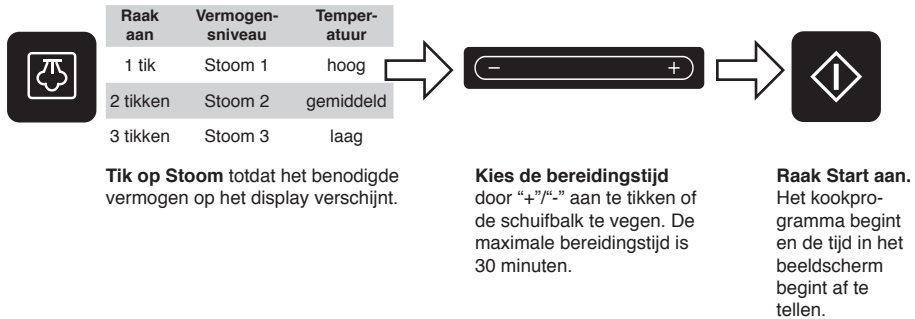 Raak aan Vermogen-sniveau Temper-atuur
1 tik Stoom 1 hoog
2 tikken Stoom 2 gemiddeld
3 tikken Stoom 3 laag
− +
Tik op Stoom totdat het benodigde
vermogen op het display verschijnt.
Kies de bereidingstijd
door “+”/“-” aan te tikken of
de schuifbalk te vegen. De
maximale bereidingstijd is
30 minuten.
Raak Start aan.
Het kookpro-
gramma begint
en de tijd in het
beeldscherm
begint af te
tellen.